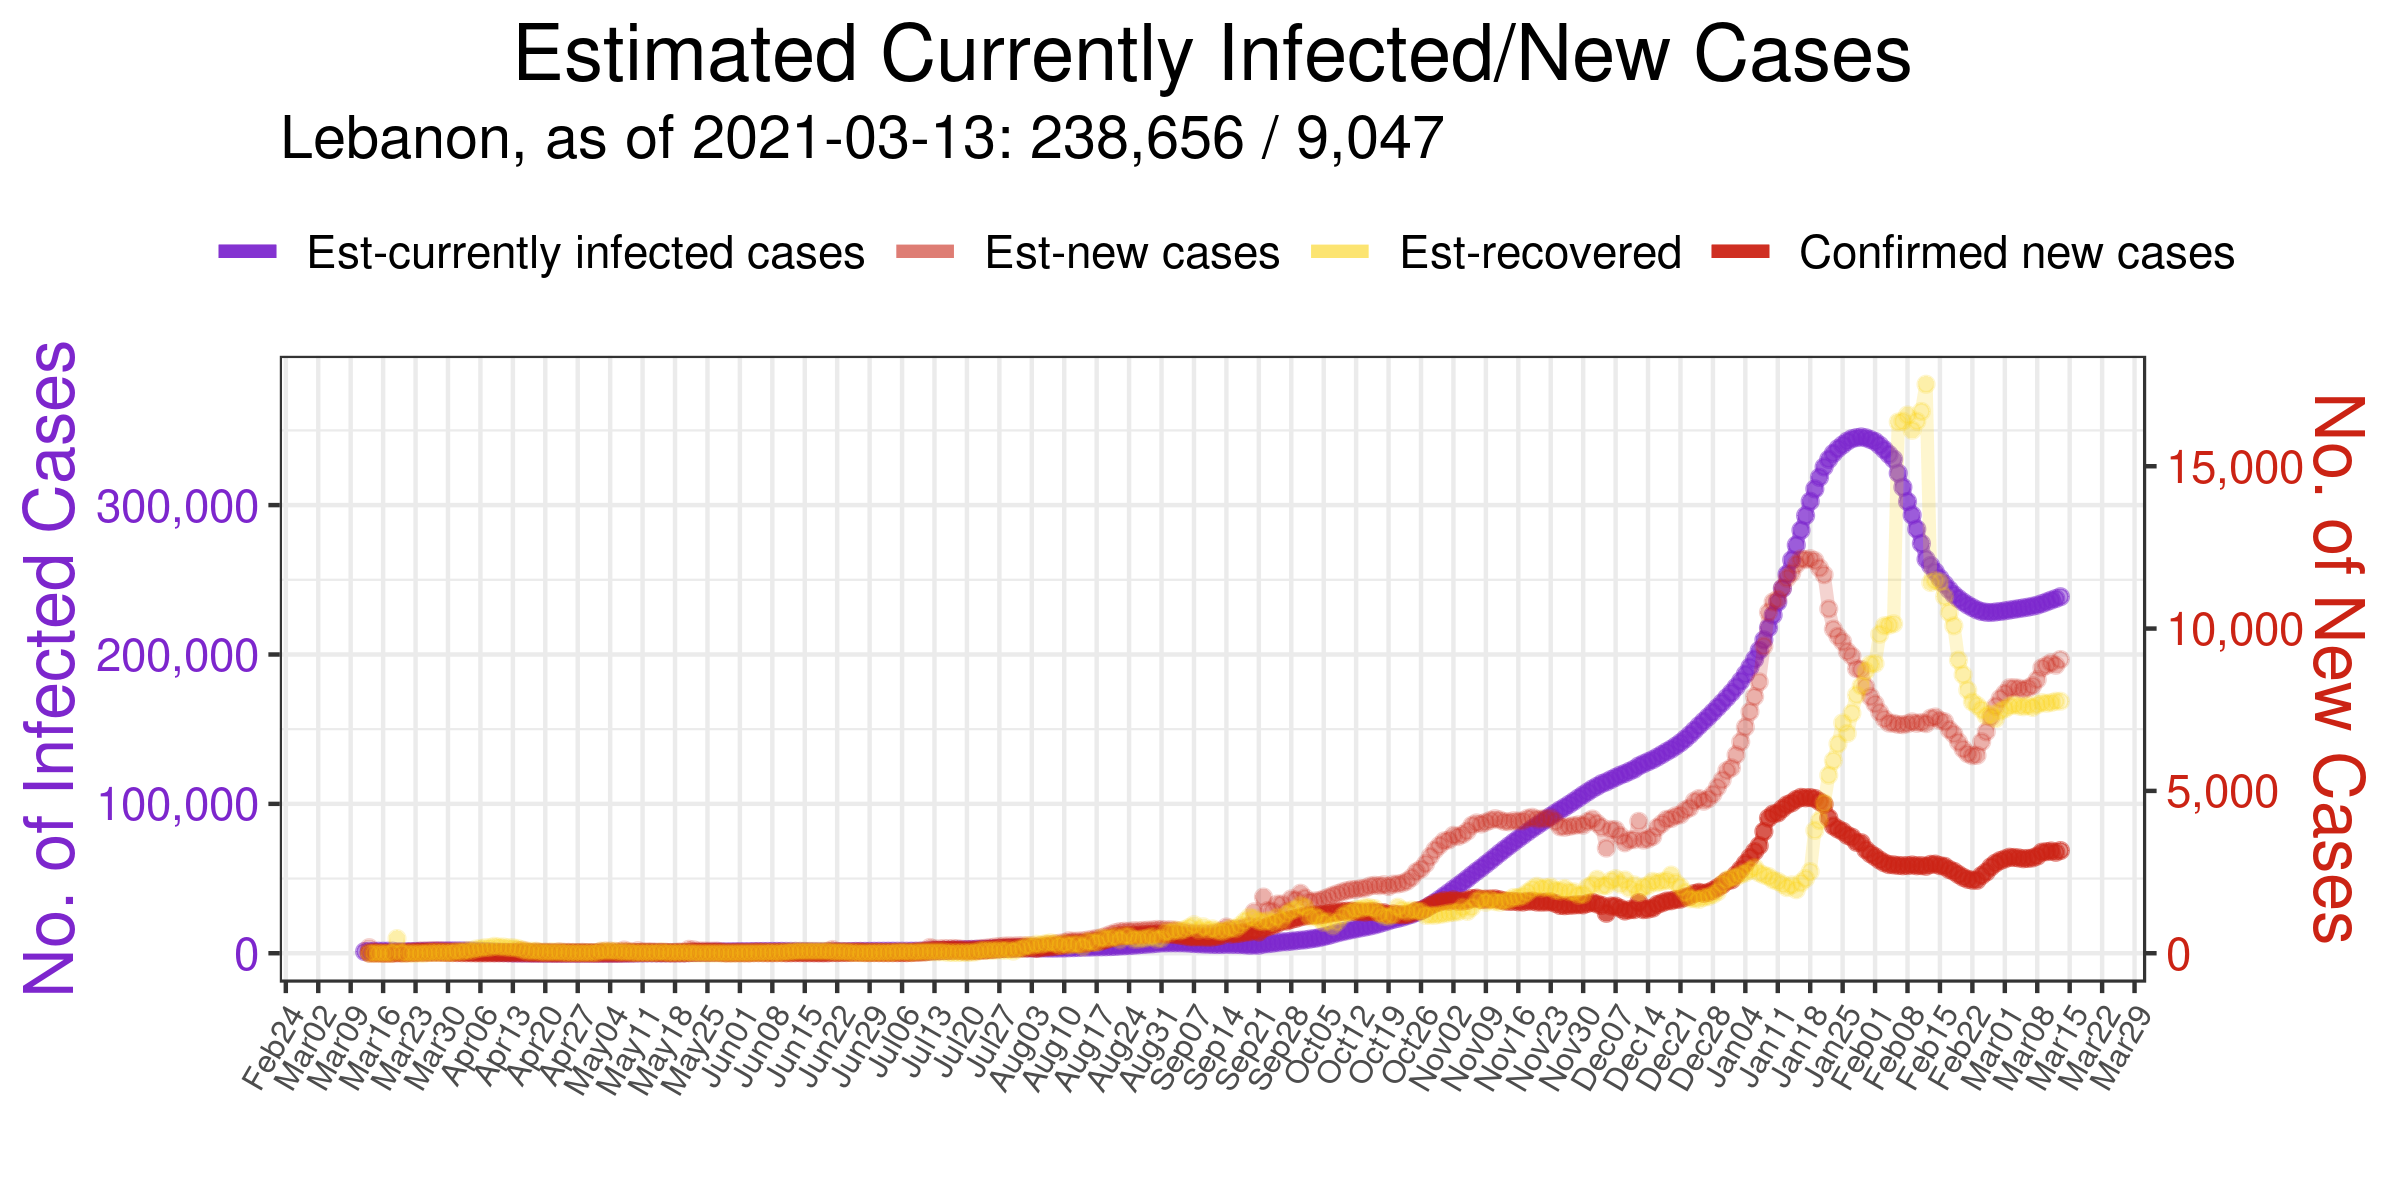 Estimated Currently Infected/New Cases
Lebanon, as of 2021-03-13: 238,656 / 9,047
Est-currently infected cases Est-new cases Est-recovered Confirmed new cases
No. of Infected Cases
300,000
200,000
100,000
0
15,000
10,000
5,000
0
No. of New Cases
Feb24 Mar02 Mar09 Mar16 Mar23 Mar30 Apr06 Apr13 Apr20 Apr27 May04 May11 May18 May25 Jun01 Jun08 Jun15 Jun22 Jun29 Jul06 Jul13 Jul20 Jul27 Aug03 Aug10 Aug17 Aug24 Aug31 Sep07 Sep14 Sep21 Sep28 Oct05 Oct12 Oct19 Oct26 Nov02 Nov09 Nov16 Nov23 Nov30 Dec07 Dec14 Dec21 Dec28 Jan04 Jan11 Jan18 Jan25 Feb01 Feb08 Feb15 Feb22 Mar01 Mar08 Mar15 Mar22 Mar29